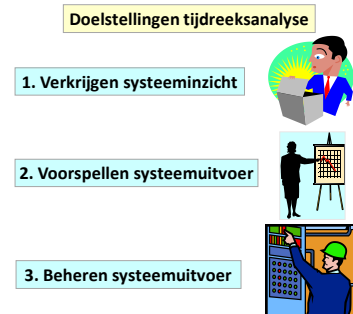 Doelstellingen tijdreeksanalyse
1. Verkrijgen systeeminzicht
2. Voorspellen systeemuitvoer
3. Beheren systeemuitvoer